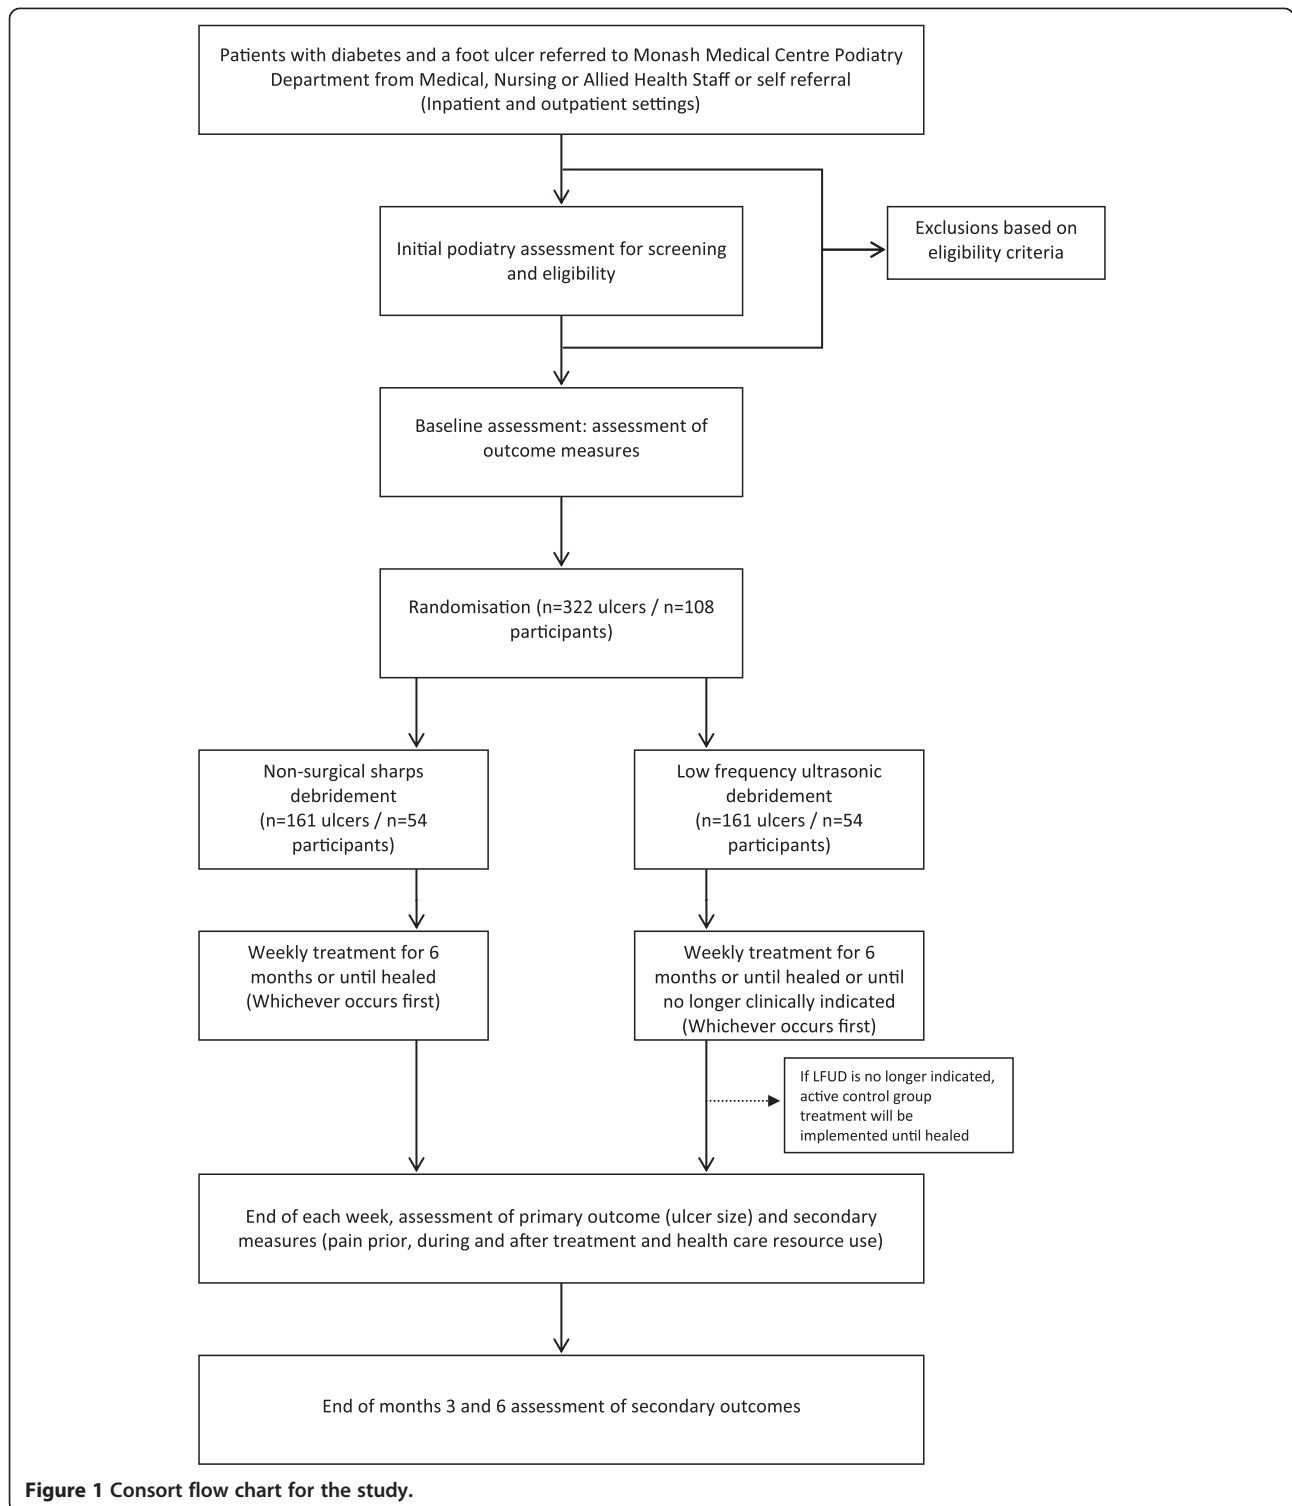 Patients with diabetes and a foot ulcer referred to Monash Medical Centre Podiatry
Department from Medical, Nursing or Allied Health Staff or self referral
(Inpatient and outpatient settings)
Initial podiatry assessment for screening
and eligibility
Exclusions based on
eligibility criteria
Baseline assessment: assessment of
outcome measures
Randomisation (n=322 ulcers / n=108
participants)
Non-surgical sharps
debridement
(n=161 ulcers / n=54
participants)
Low frequency ultrasonic
debridement
(n=161 ulcers / n=54
participants)
Weekly treatment for 6
months or until healed
(Whichever occurs first)
Weekly treatment for 6
months or until healed or until
no longer clinically indicated
(Whichever occurs first)
If LFUD is no longer indicated,
active control group
treatment will be
implemented until healed
End of each week, assessment of primary outcome (ulcer size) and secondary
measures (pain prior, during and after treatment and health care resource use)
End of months 3 and 6 assessment of secondary outcomes
Figure 1 Consort flow chart for the study.